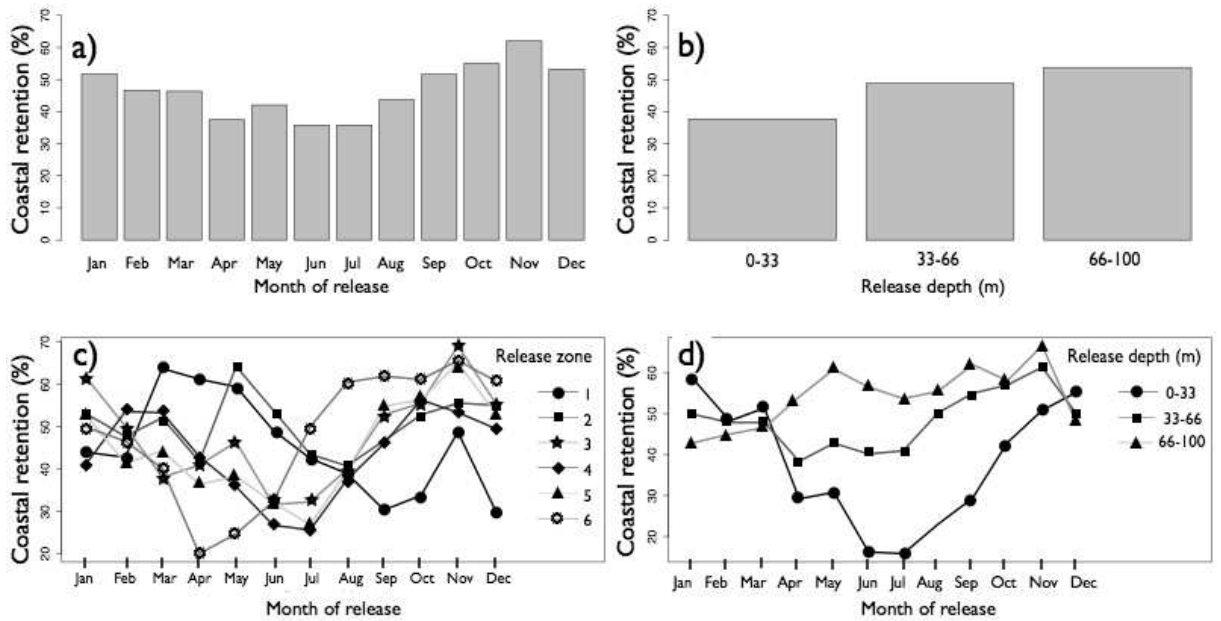 a)
Coastal retention (%)
0 10 20 30 40 50 60 70
Jan Feb Mar Apr May Jun Jul Aug Sep Oct Nov Dec
Month of release
b)
Coastal retention (%)
0 10 20 30 40 50 60 70
0-33 33-66 66-100
Release depth (m)
c)
Coastal retention (%)
20 30 40 50 60 70
Release zone
1
2
3
4
5
6
Jan Feb Mar Apr May Jun Jul Aug Sep Oct Nov Dec
Month of release
d)
Coastal retention (%)
20 30 40 50 60
Release depth (m)
0-33
33-66
66-100
Jan Feb Mar Apr May Jun Jul Aug Sep Oct Nov Dec
Month of release